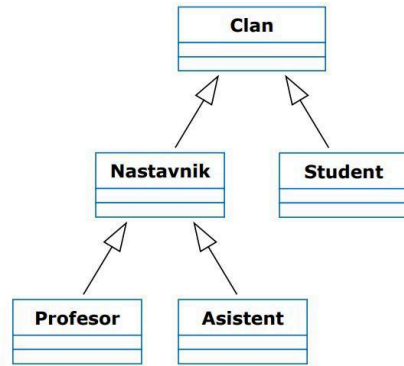 Clan
Nastavnik
Student
Profesor
Asistent